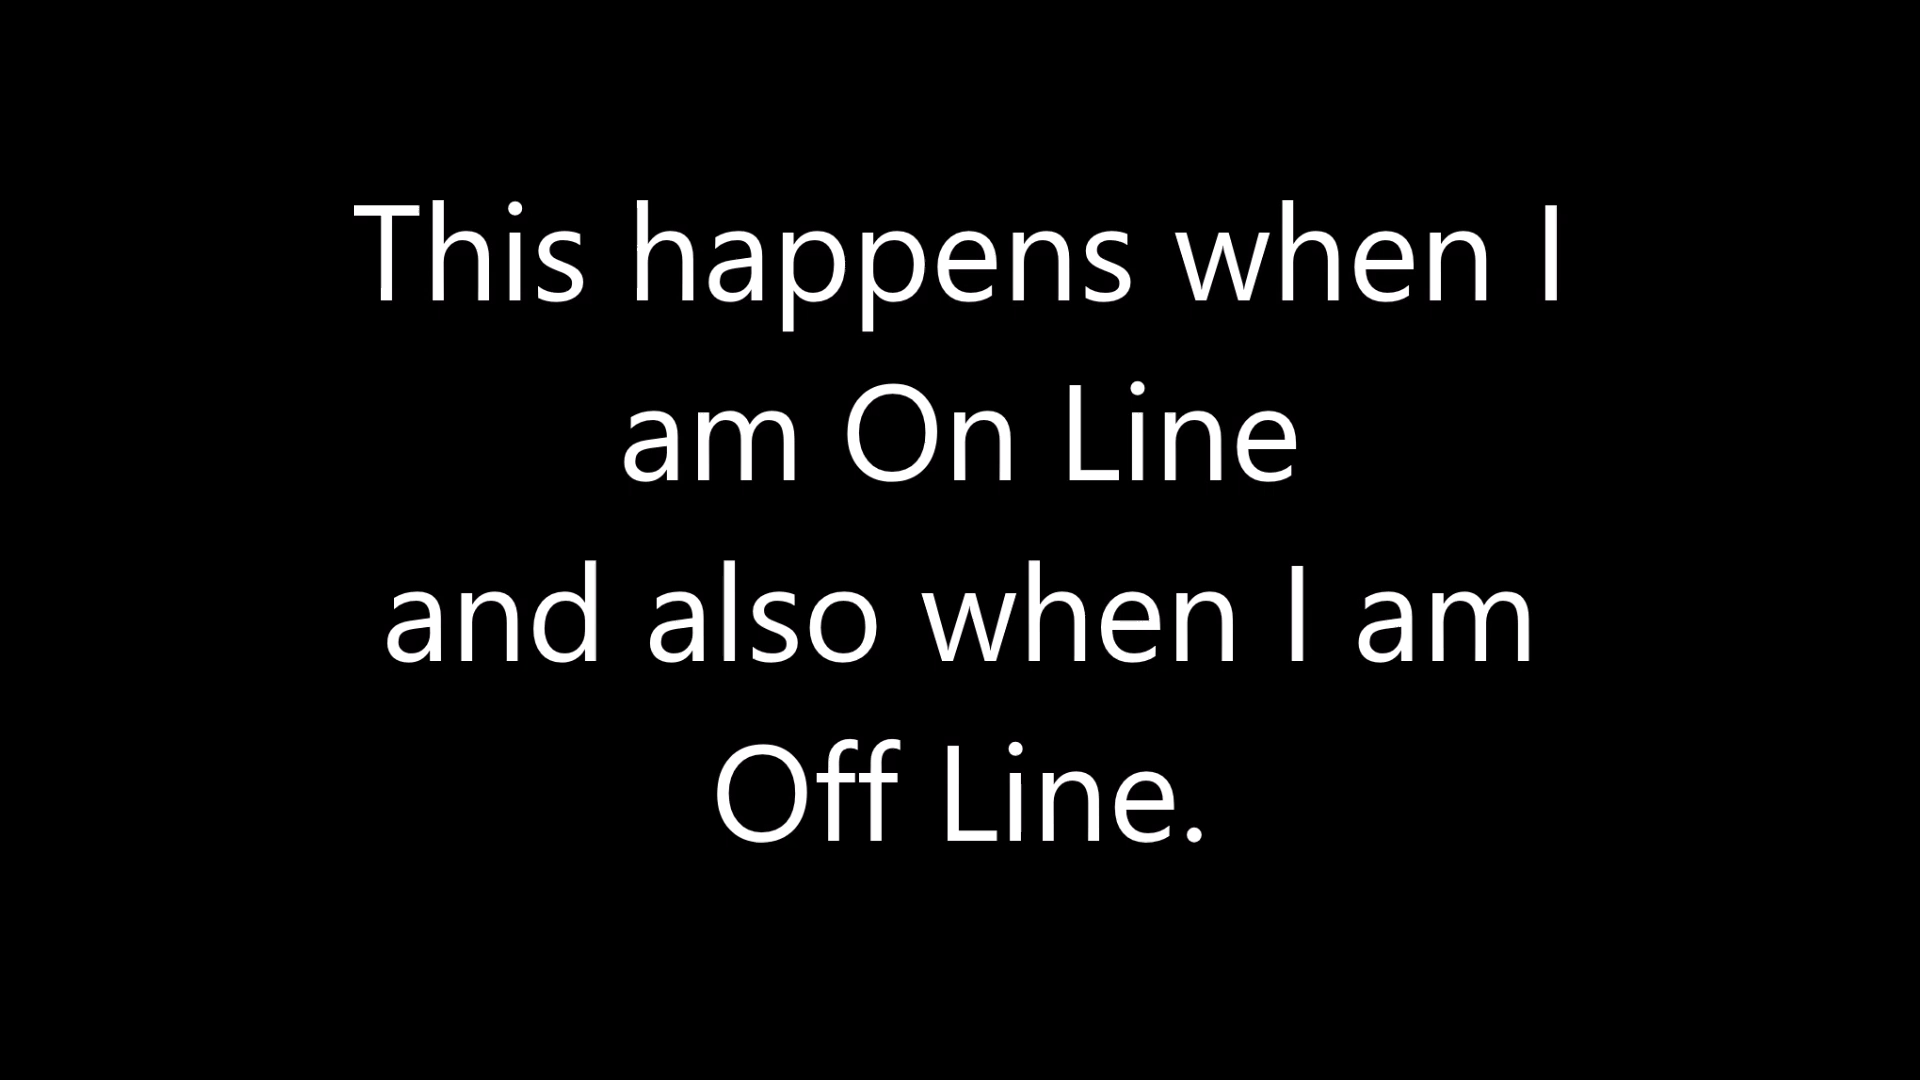 This happens when I
am On Line
and also when I am
Off Line.